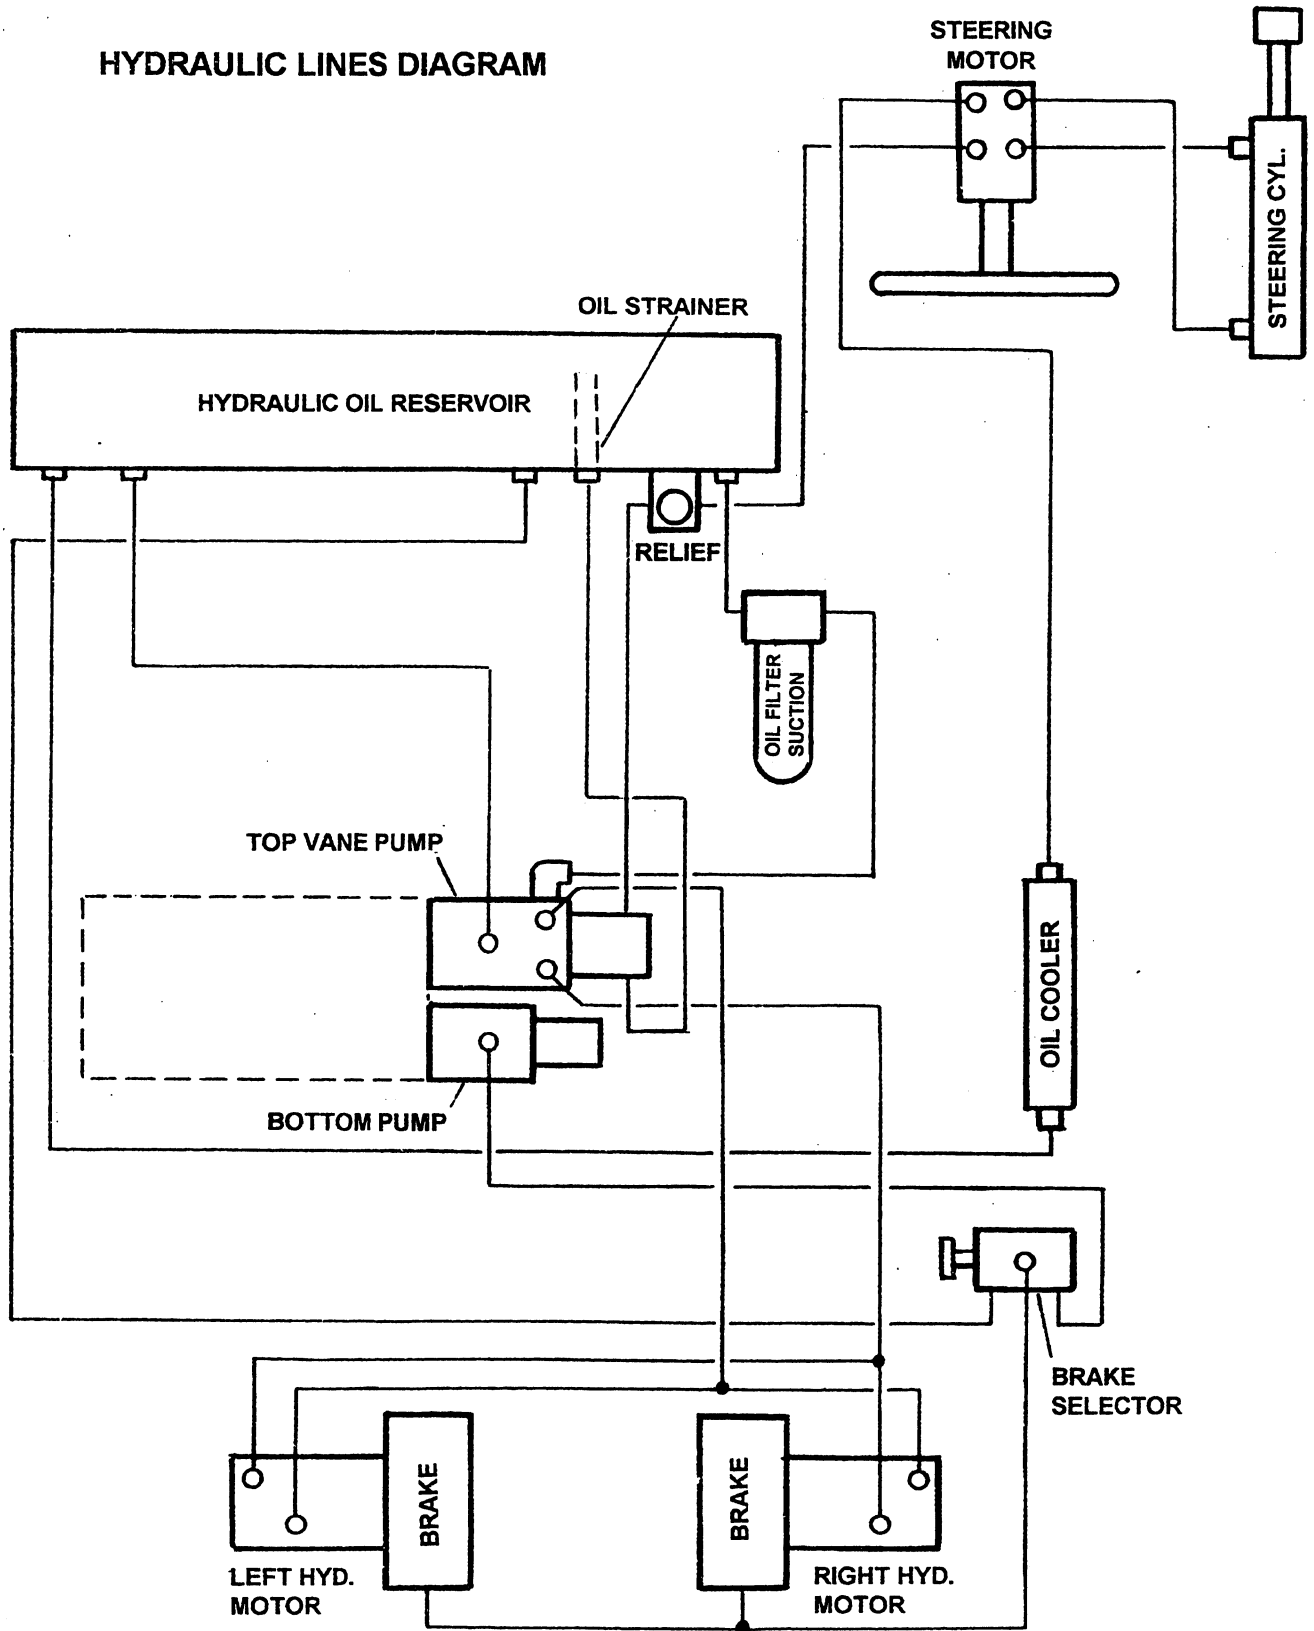 HYDRAULIC LINES DIAGRAM
STEERING
MOTOR
STEERING CYL.
OIL STRAINER
HYDRAULIC OIL RESERVOIR
RELIEF
OIL FILTER
SUCTION
TOP VANE PUMP
OIL COOLER
BOTTOM PUMP
BRAKE
SELECTOR
BRAKE
BRAKE
LEFT HYD.
MOTOR
RIGHT HYD.
MOTOR